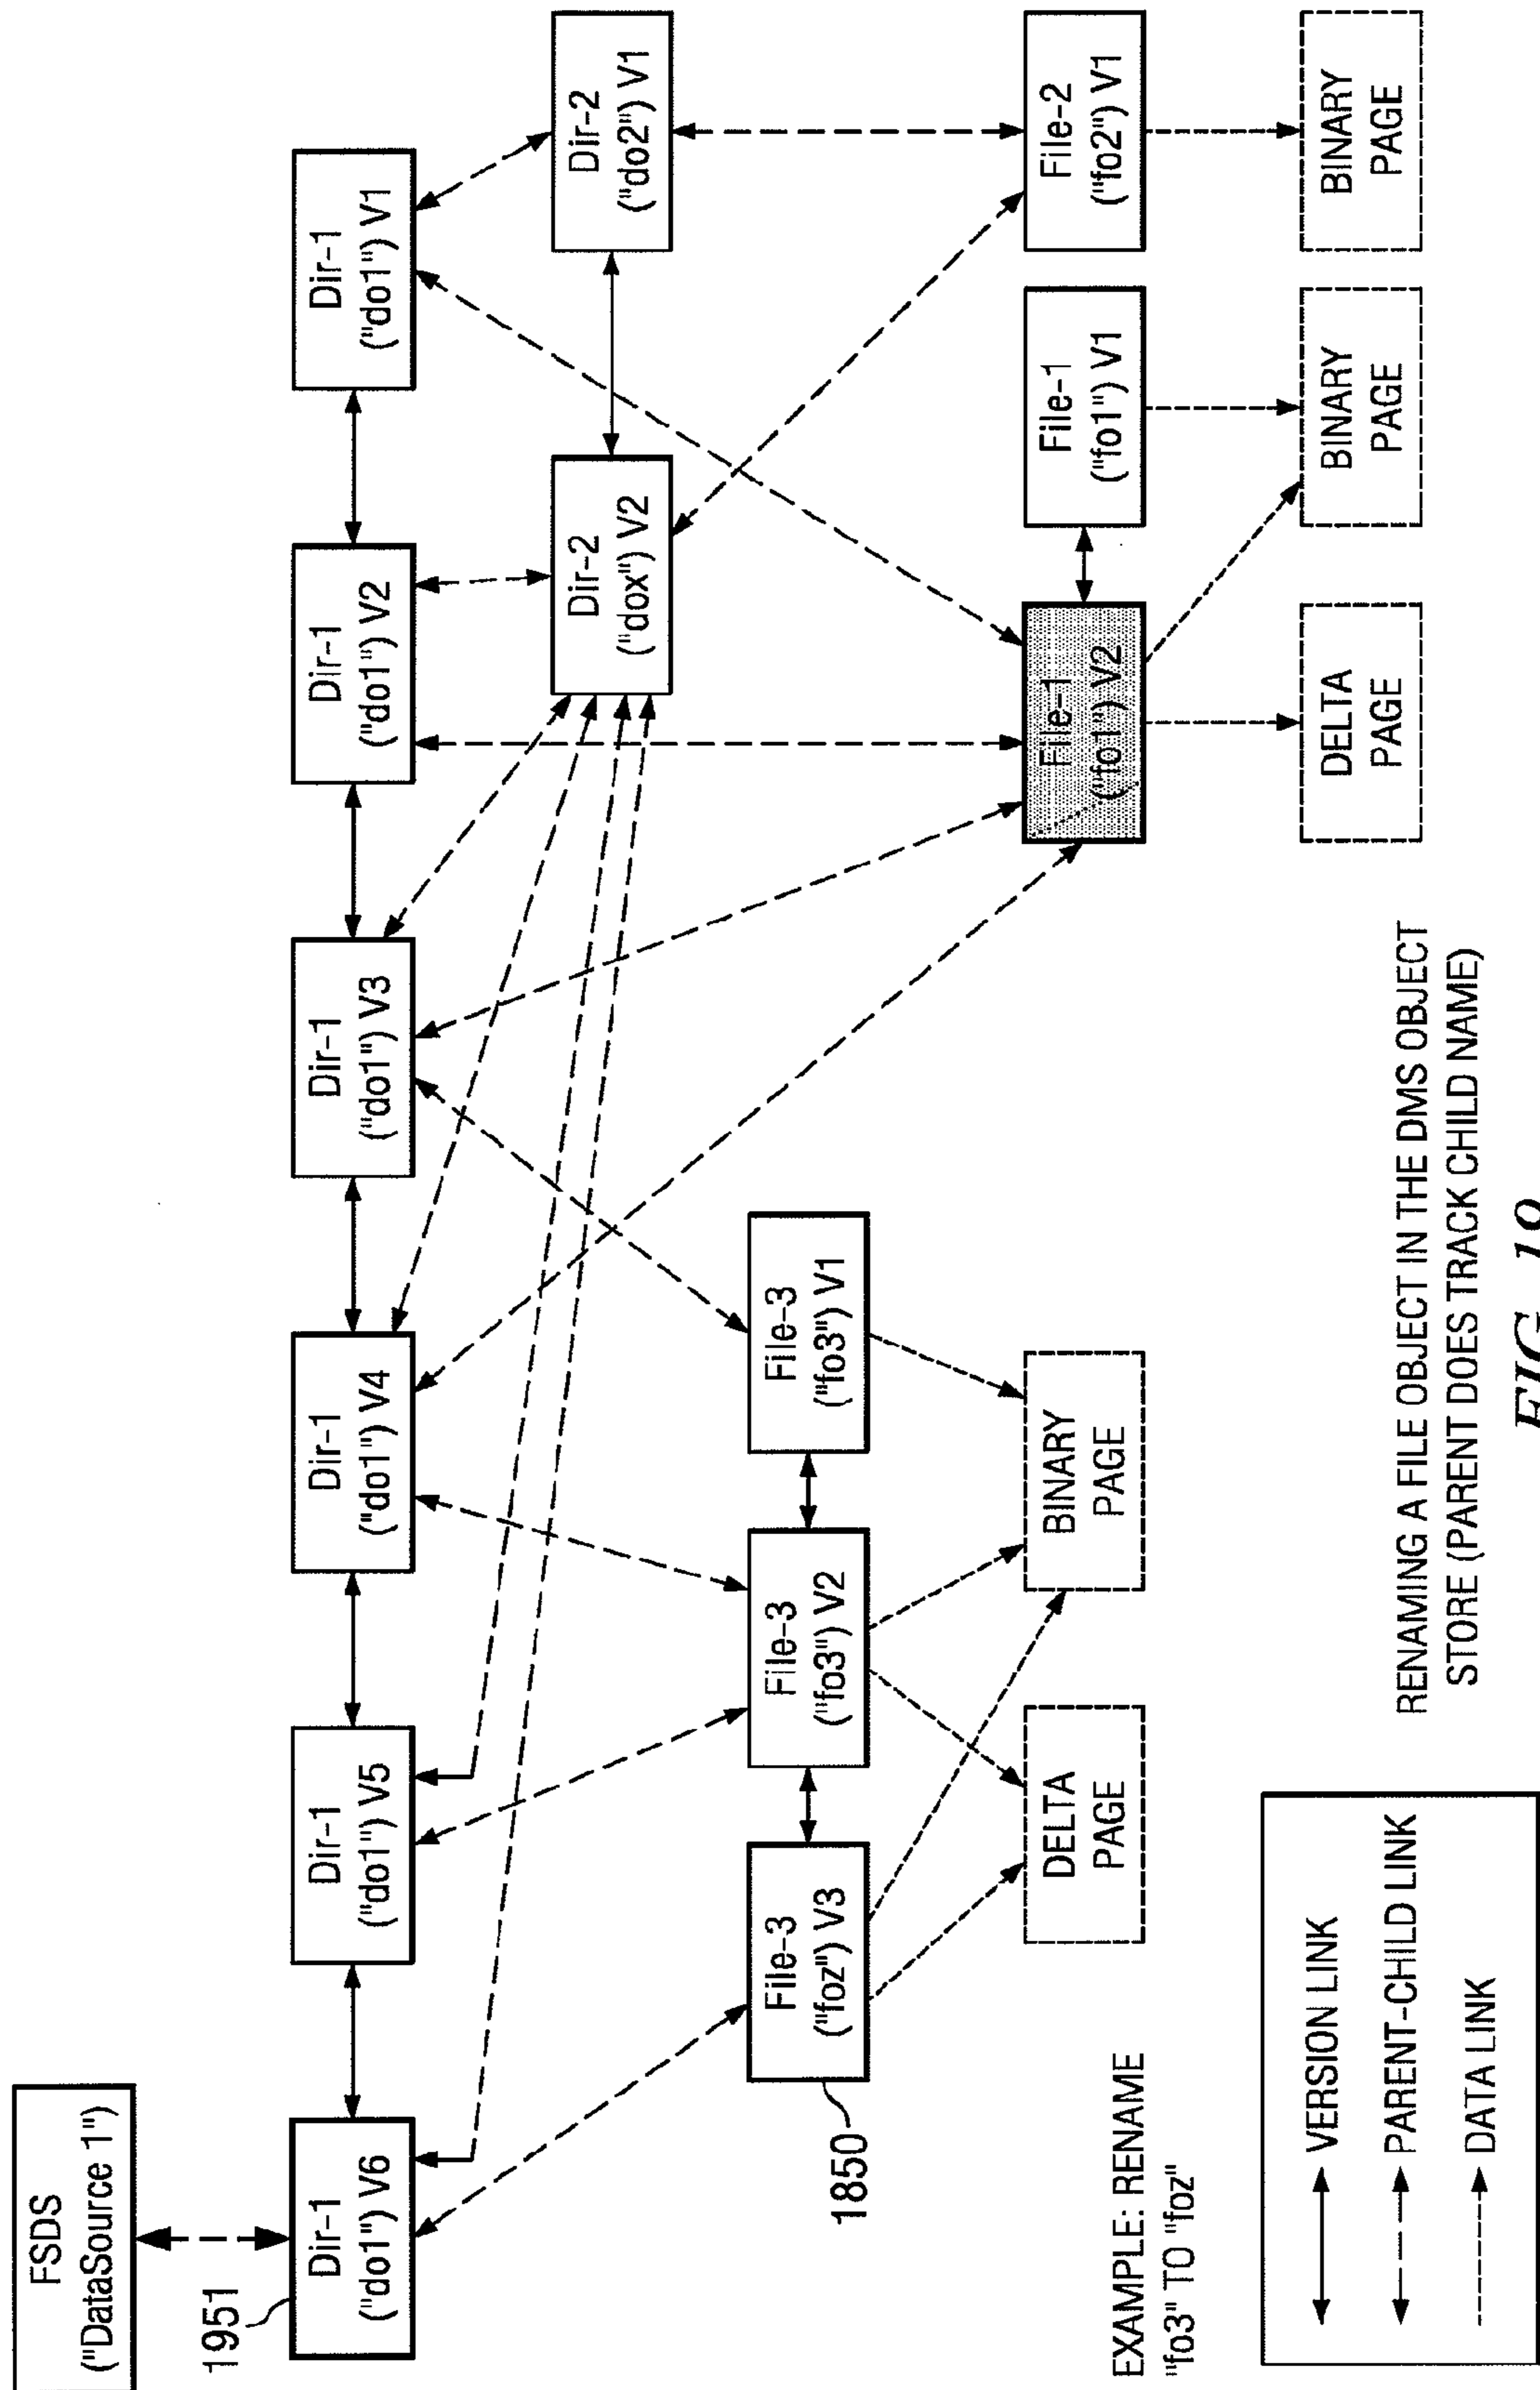 FSDS
("DataSource 1")
1951
Dir-1
("do1") V6
Dir-1
("do1") V5
Dir-1
("do1") V4
Dir-1
("do1") V3
Dir-1
("do1") V2
Dir-1
("do1") V1
Dir-2
("dox") V2
Dir-2
("do2") V1
File-3
("foz") V3
File-3
("fo3") V2
File-3
("fo3") V1
1850
DELTA
PAGE
BINARY
PAGE
File-1
("fo1") V2
File-1
("fo1") V1
File-2
("fo2") V1
DELTA
PAGE
BINARY
PAGE
BINARY
PAGE
EXAMPLE: RENAME
"fo3" TO "foz"
VERSION LINK
PARENT-CHILD LINK
DATA LINK
RENAMING A FILE OBJECT IN THE DMS OBJECT
STORE (PARENT DOES TRACK CHILD NAME)
FIG.